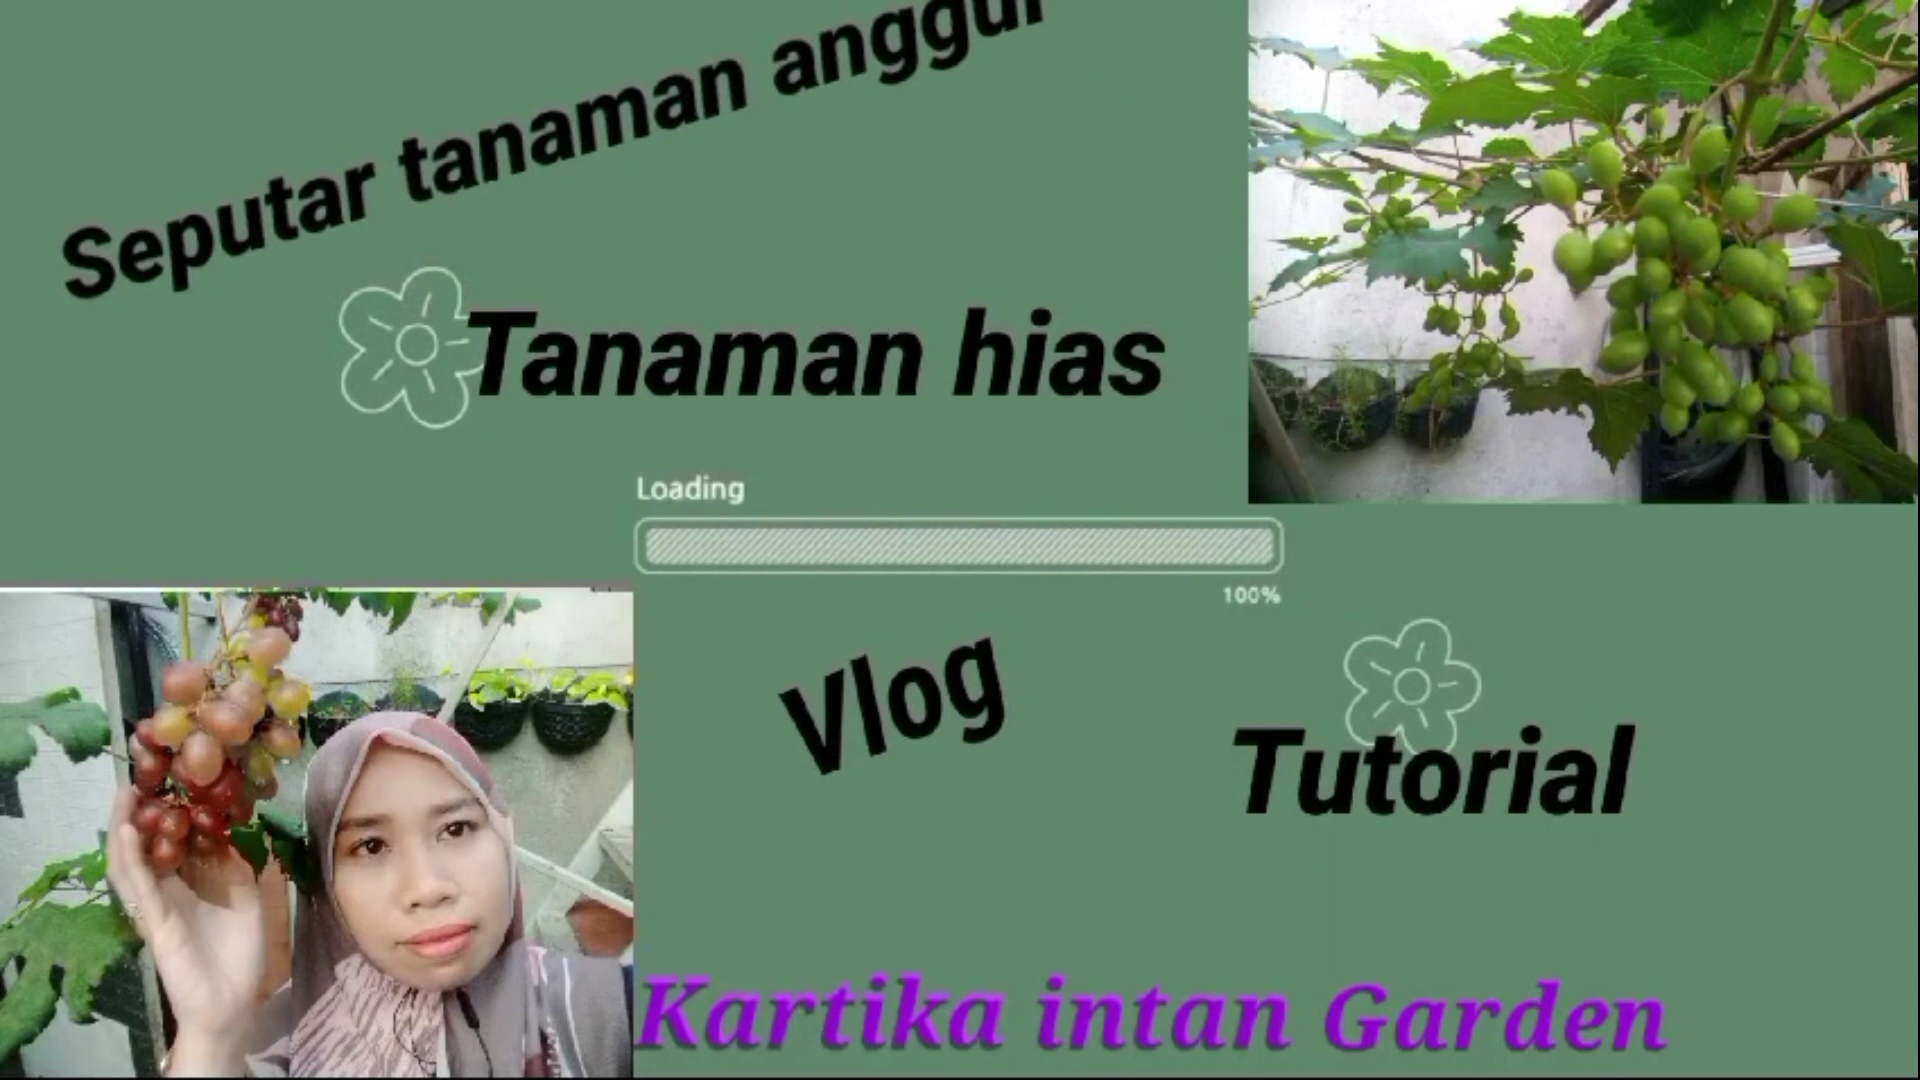 Seputar tanaman anggur
Tanaman hias
Loading
100%
Vlog
Tutorial
Kartika intan Garden